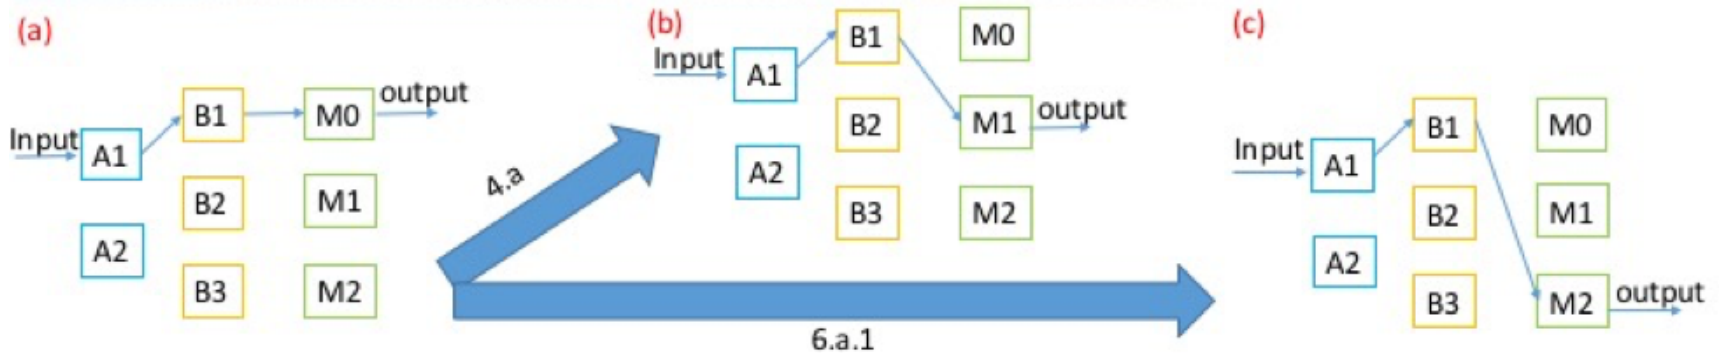 (a)
Input
A1
A2
B1
B2
B3
M0
M1
M2
output
4.a
6.a.1
(b)
Input
A1
A2
B1
B2
B3
M0
M1
M2
output
(c)
Input
A1
A2
B1
B2
B3
M0
M1
M2
output